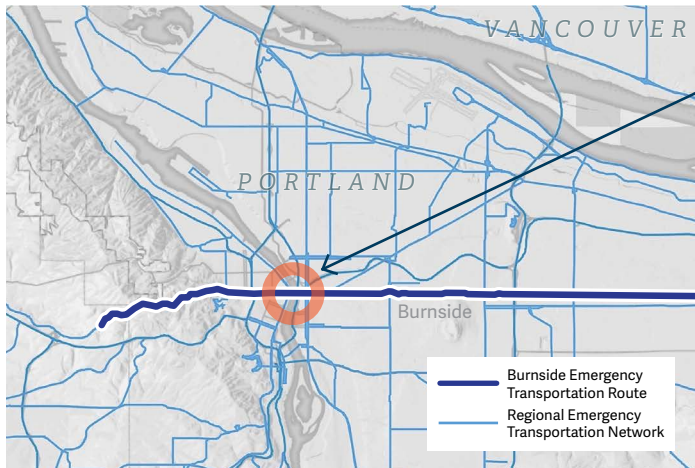 VANCOUVER
PORTLAND
Burnside
Burnside Emergency
Transportation Route
Regional Emergency
Transportation Network